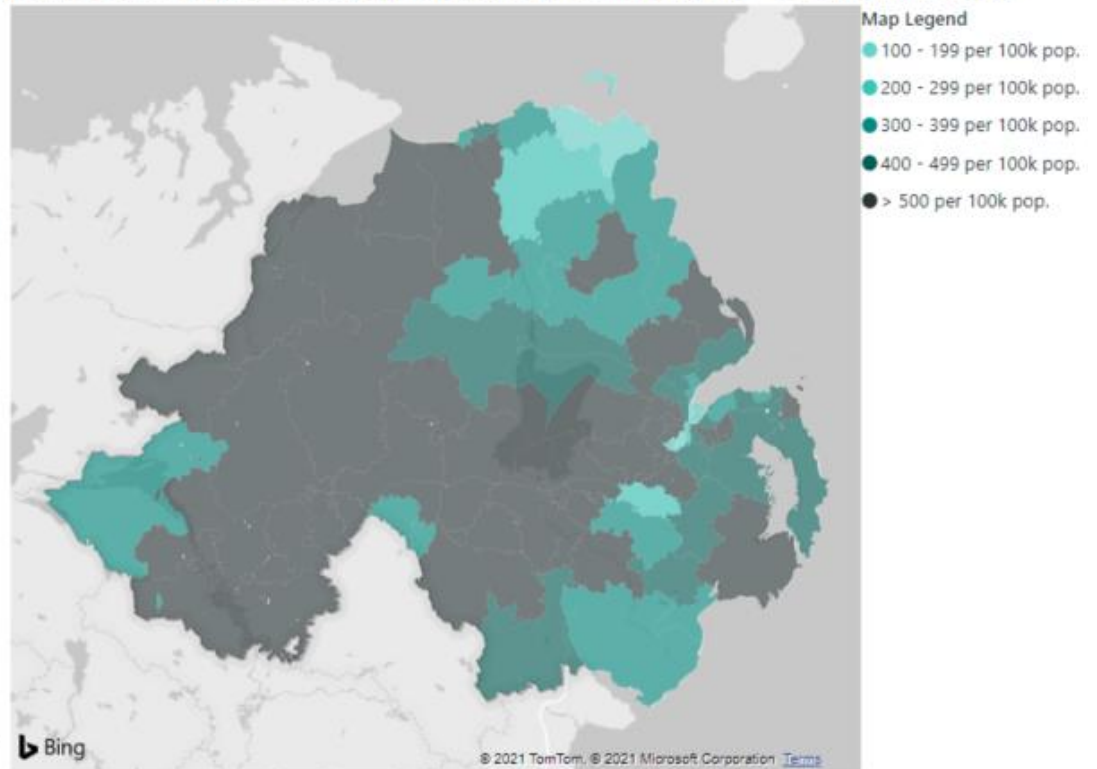 Map Legend
100 - 199 per 100k pop.
200 - 299 per 100k pop.
300 - 399 per 100k pop.
400 - 499 per 100k pop.
> 500 per 100k pop.
Bing
© 2021 TomTom, © 2021 Microsoft Corporation Terms